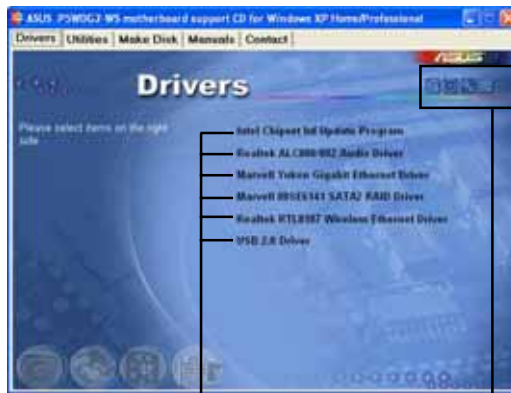 ASUS P5WDG2-WS motherboard support CD for Windows XP Home/Professional
Drivers Utilities Make Disk Manuals Contact
Drivers
Please select items on the right side
Intel Chipset Inf Update Program
Realtek ALC880/882 Audio Driver
Marvell Yukon Gigabit Ethernet Driver
Marvell 88SE6141 SATA2 RAID Driver
Realtek RTL8187 Wireless Ethernet Driver
USB 2.0 Driver